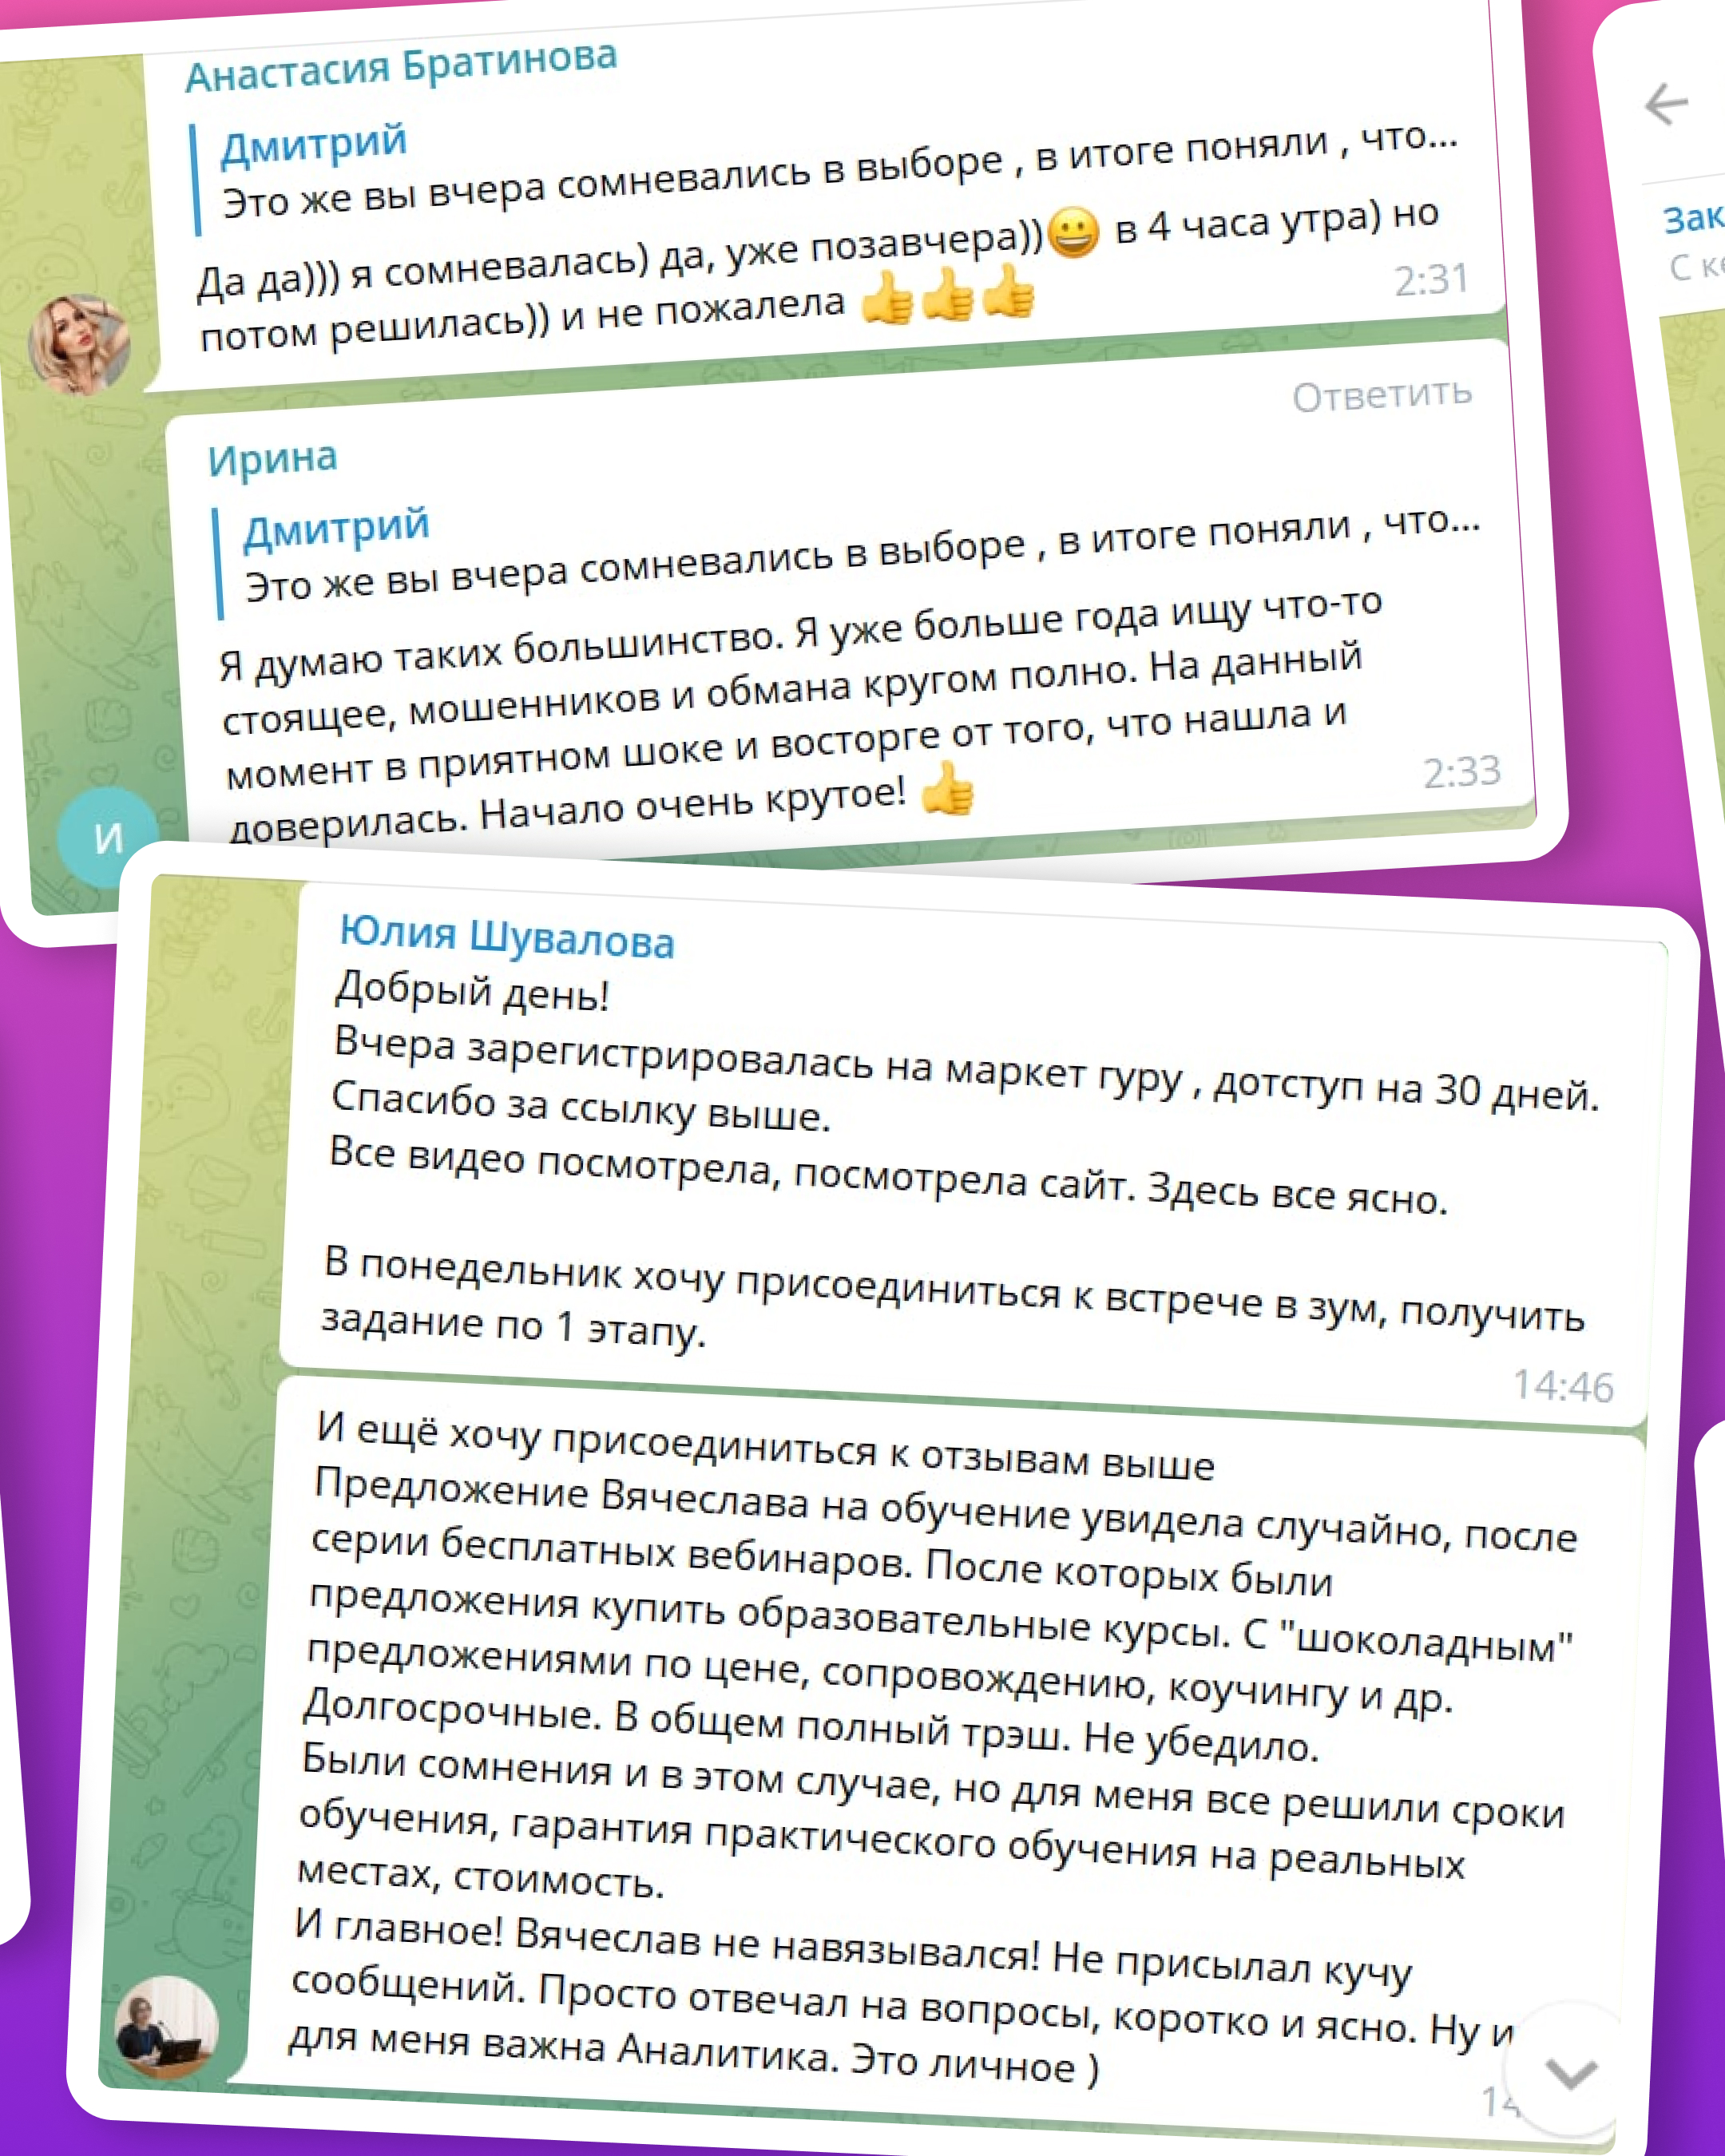 Анастасия Братинова
Дмитрий
Это же вы вчера сомневались в выборе , в итоге поняли , что...
Да да))) я сомневалась) да, уже позавчера))😀 в 4 часа утра) но
потом решилась)) и не пожалела 👍👍👍
2:31
Ответить
Ирина
Дмитрий
Это же вы вчера сомневались в выборе , в итоге поняли , что...
Я думаю таких большинство. Я уже больше года ищу что-то
стоящее, мошенников и обмана кругом полно. На данный
момент в приятном шоке и восторге от того, что нашла и
доверилась. Начало очень крутое! 👍
2:33
И
Юлия Шувалова
Добрый день!
Вчера зарегистрировалась на маркет гуру , дотступ на 30 дней.
Спасибо за ссылку выше.
Все видео посмотрела, посмотрела сайт. Здесь все ясно.
В понедельник хочу присоединиться к встрече в зум, получить
задание по 1 этапу.
14:46
И ещё хочу присоединиться к отзывам выше
Предложение Вячеслава на обучение увидела случайно, после
серии бесплатных вебинаров. После которых были
предложения купить образовательные курсы. С "шоколадным"
предложениями по цене, сопровождению, коучингу и др.
Долгосрочные. В общем полный трэш. Не убедило.
Были сомнения и в этом случае, но для меня все решили сроки
обучения, гарантия практического обучения на реальных
местах, стоимость.
И главное! Вячеслав не навязывался! Не присылал кучу
сообщений. Просто отвечал на вопросы, коротко и ясно. Ну и
для меня важна Аналитика. Это личное )
Зак
С ке